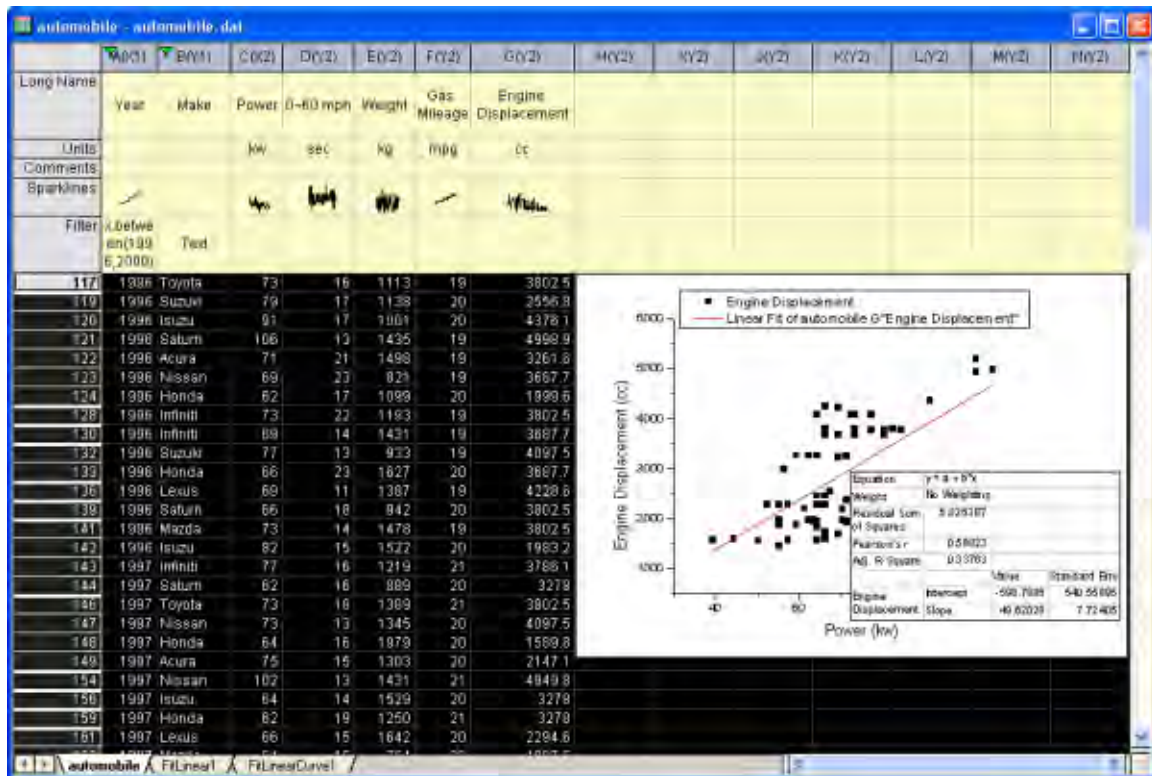 automobile - automobile.dat
A(X1) B(Y1) C(X2) D(Y2) E(Y2) F(Y2) G(Y2) H(Y2) I(Y2) J(Y2) K(Y2) L(Y2) M(Y2) N(Y2)
Long Name Year Make Power 0~60 mph Weight Gas Mileage Engine Displacement
Units kw sec kg mpg cc
Comments
Sparklines
Filter x.between(1996,2000) Text
117 1996 Toyota 73 16 1113 19 3802.5
119 1996 Suzuki 79 17 1138 20 2556.8
120 1996 Isuzu 91 17 20 4378.1
121 1996 Saturn 106 13 1435 19 4998.9
122 1996 Acura 71 21 1498 19 3261.6
123 1996 Nissan 69 23 821 19 3687.7
124 1996 Honda 62 17 1099 20 1999.6
128 1996 Infiniti 73 22 1193 19 3802.5
130 1996 Infiniti 69 14 1431 19 3687.7
132 1996 Suzuki 77 13 933 19 4097.5
133 1996 Honda 66 23 1627 20 3687.7
136 1996 Lexus 69 11 1387 19 4228.6
139 1996 Saturn 66 18 942 20
141 1996 Mazda 73 14 1478 19 3802.5
142 1996 Isuzu 82 15 1522 20 1983.2
143 1997 Infiniti 77 16 1219 21 3786.1
144 1997 Saturn 62 16 889 20 3278
146 1997 Toyota 73 18 1389 21 3802.5
147 1997 Nissan 73 13 1345 20 4097.5
148 1997 Honda 64 16 1979 20 1589.8
149 1997 Acura 75 15 1303 20 2147.1
154 1997 Nissan 102 13 1431 21 4949.8
156 1997 Isuzu 64 14 1529 20 3278
159 1997 Honda 82 19 1250 21 3278
161 1997 Lexus 66 15 1642 20 2294.6
Engine Displacement
Linear Fit of automobile G"Engine Displacement"
6000
5000
4000
3000
2000
1000
Engine Displacement (cc)
40 60
Power (kw)
Equation y = a + b*x
Weight No Weighting
Residual Sum of Squares
Pearson's r
Adj. R-Square
Value Standard Erro
Engine Displacement Intercept
Slope
automobile FitLinear1 FitLinearCurve1